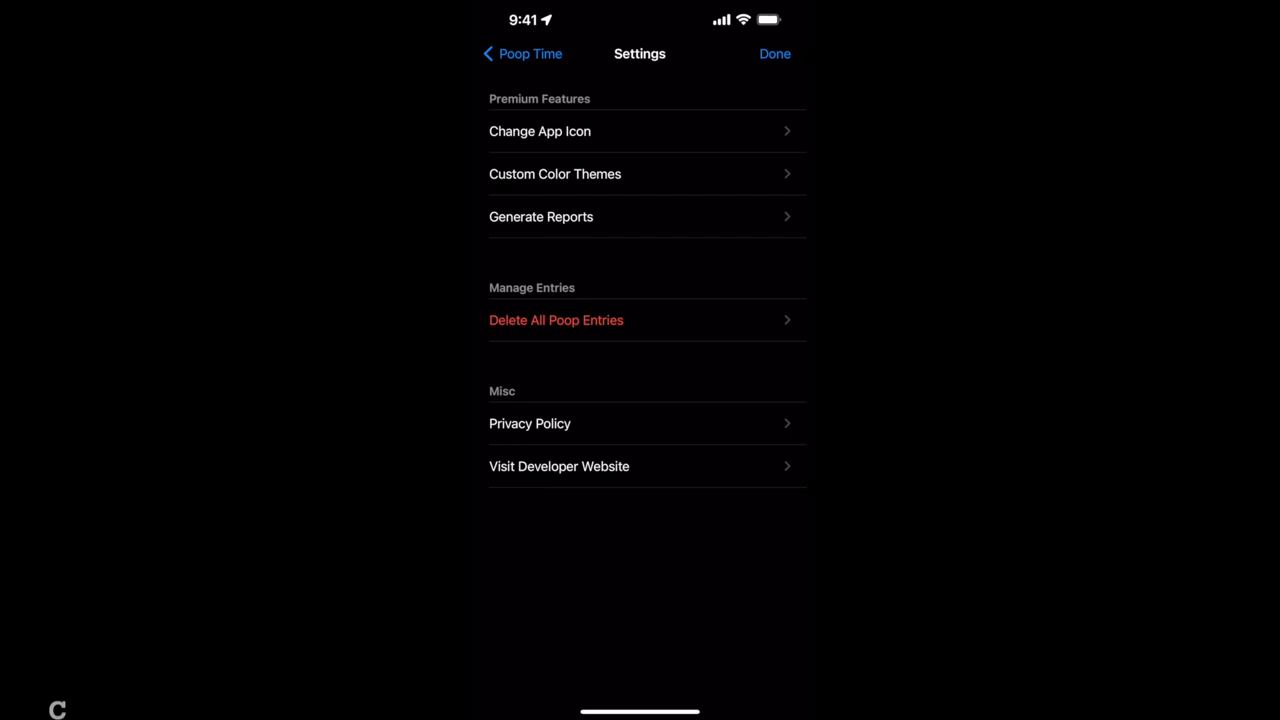 9:41
Poop Time
Settings
Done
Premium Features
Change App Icon
Custom Color Themes
Generate Reports
Manage Entries
Delete All Poop Entries
Misc
Privacy Policy
Visit Developer Website
C